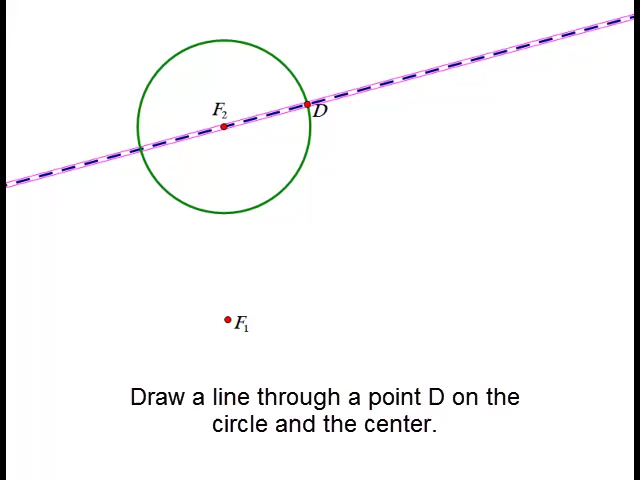 F₂
D
F₁
Draw a line through a point D on the
circle and the center.